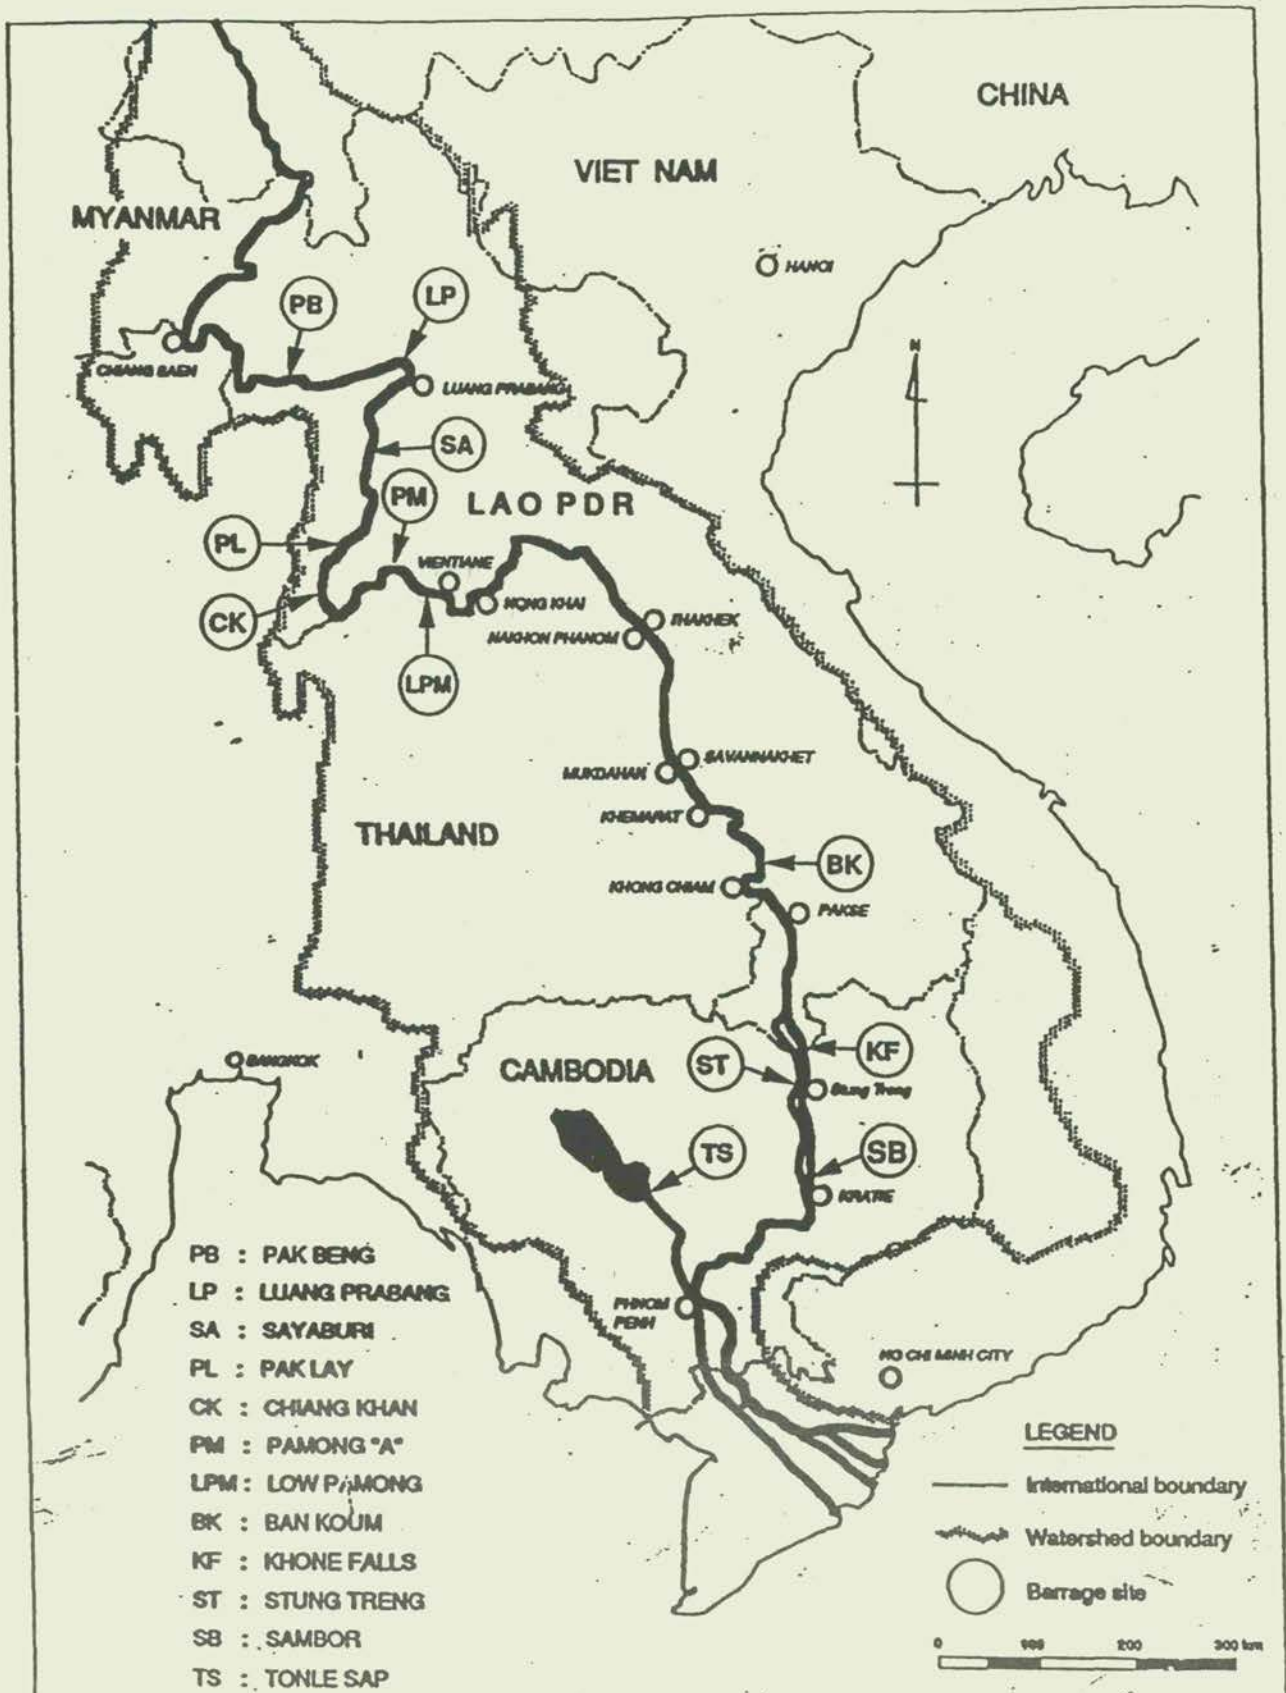 CHINA
VIET NAM
MYANMAR
HANOI
PB
LP
CHIANG SAEN
LUANG PRABANG
N
SA
PM
LAO PDR
PL
VIENTIANE
NONG KHAI
CK
THAKHEK
NAKHON PHANOM
LPM
SAVANNAKHET
MUKDAHAN
KHEMARAT
THAILAND
BK
KHONG CHIAM
PAKSE
KF
BANGKOK
CAMBODIA
ST
Stung Treng
TS
SB
KRATIE
PHNOM
PENH
HO CHI MINH CITY
PB : PAK BENG
LP : LUANG PRABANG
SA : SAYABURI
PL : PAK LAY
CK : CHIANG KHAN
PM : PAMONG "A"
LPM : LOW PAMONG
BK : BAN KOUM
KF : KHONE FALLS
ST : STUNG TRENG
SB : SAMBOR
TS : TONLE SAP
LEGEND
International boundary
Watershed boundary
Barrage site
0 100 200 300 km